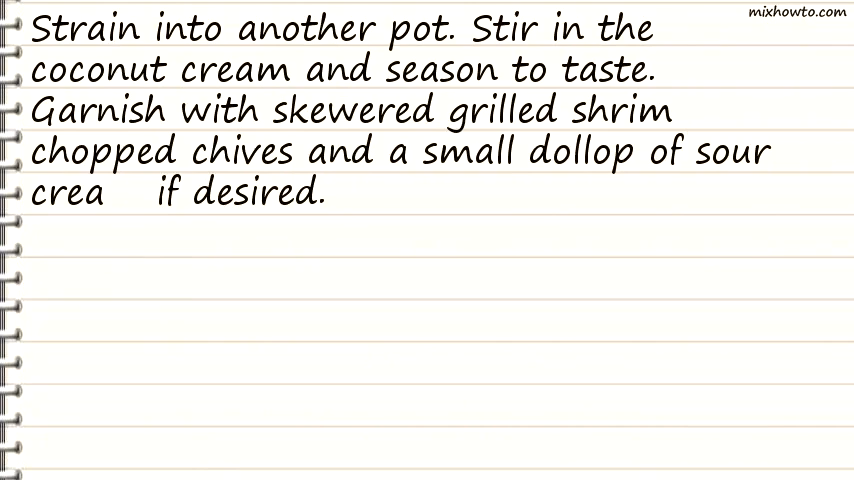 mixhowto.com
Strain into another pot. Stir in the
coconut cream and season to taste.
Garnish with skewered grilled shrim
chopped chives and a small dollop of sour
crea if desired.